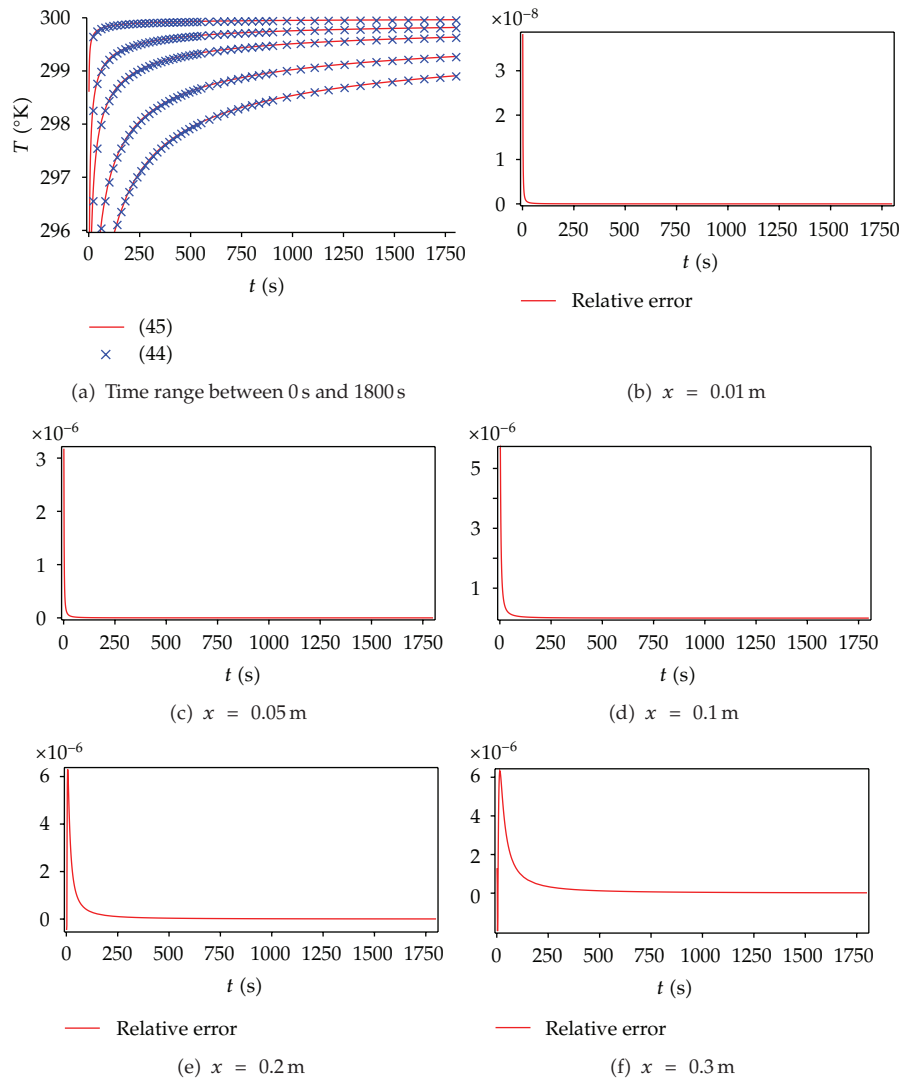 300
299
298
297
296
T (°K)
0 250 500 750 1000 1250 1500 1750
t (s)
(45)
(44)
(a) Time range between 0 s and 1800 s
×10−8
3
2
1
0
0 250 500 750 1000 1250 1500 1750
t (s)
Relative error
(b) x = 0.01 m
×10−6
3
2
1
0
0 250 500 750 1000 1250 1500 1750
t (s)
(c) x = 0.05 m
×10−6
5
3
1
0 250 500 750 1000 1250 1500 1750
t (s)
(d) x = 0.1 m
×10−6
6
4
2
0
0 250 500 750 1000 1250 1500 1750
t (s)
Relative error
(e) x = 0.2 m
×10−6
6
4
2
0
0 250 500 750 1000 1250 1500 1750
t (s)
Relative error
(f) x = 0.3 m